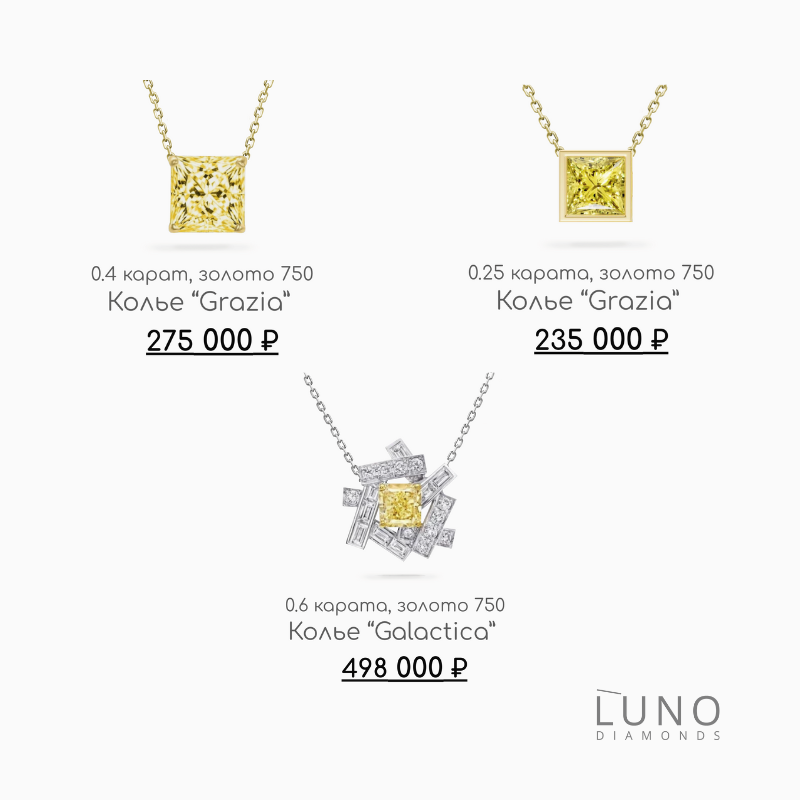 0.4 карат, золото 750
Колье “Grazia”
275 000 ₽
0.25 карата, золото 750
Колье “Grazia”
235 000 ₽
0.6 карата, золото 750
Колье “Galactica”
498 000 ₽
LUNO
DIAMONDS